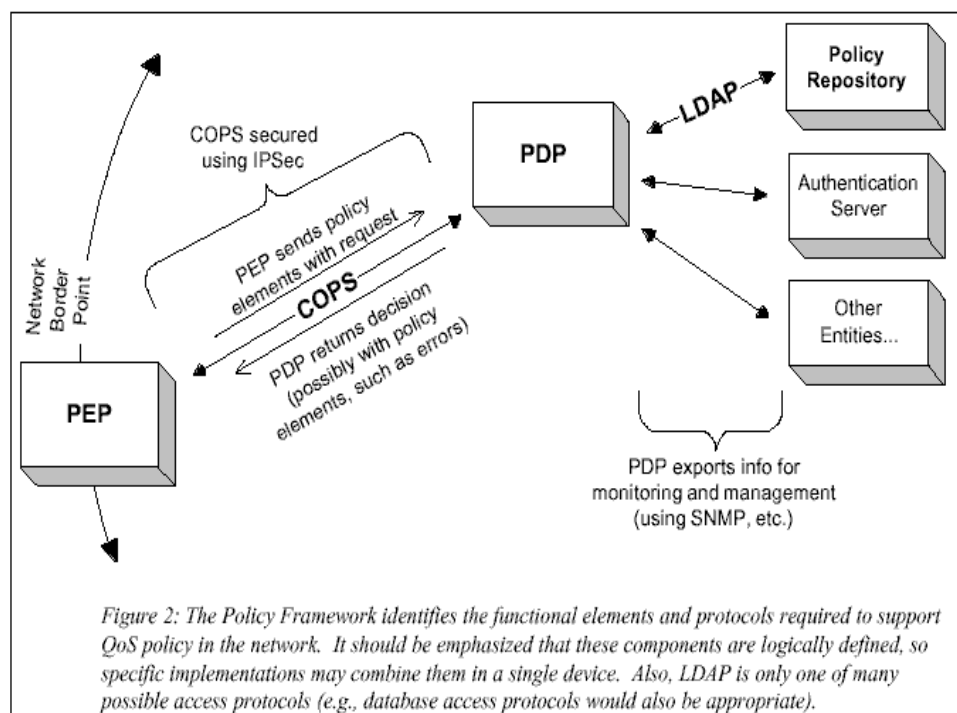 Policy
Repository
LDAP
PDP
COPS secured
using IPSec
Authentication
Server
PEP sends policy
elements with request
COPS
PDP returns decision
(possibly with policy
elements, such as errors)
Network
Border
Point
Other
Entities...
PEP
PDP exports info for
monitoring and management
(using SNMP, etc.)
Figure 2: The Policy Framework identifies the functional elements and protocols required to support
QoS policy in the network. It should be emphasized that these components are logically defined, so
specific implementations may combine them in a single device. Also, LDAP is only one of many
possible access protocols (e.g., database access protocols would also be appropriate).